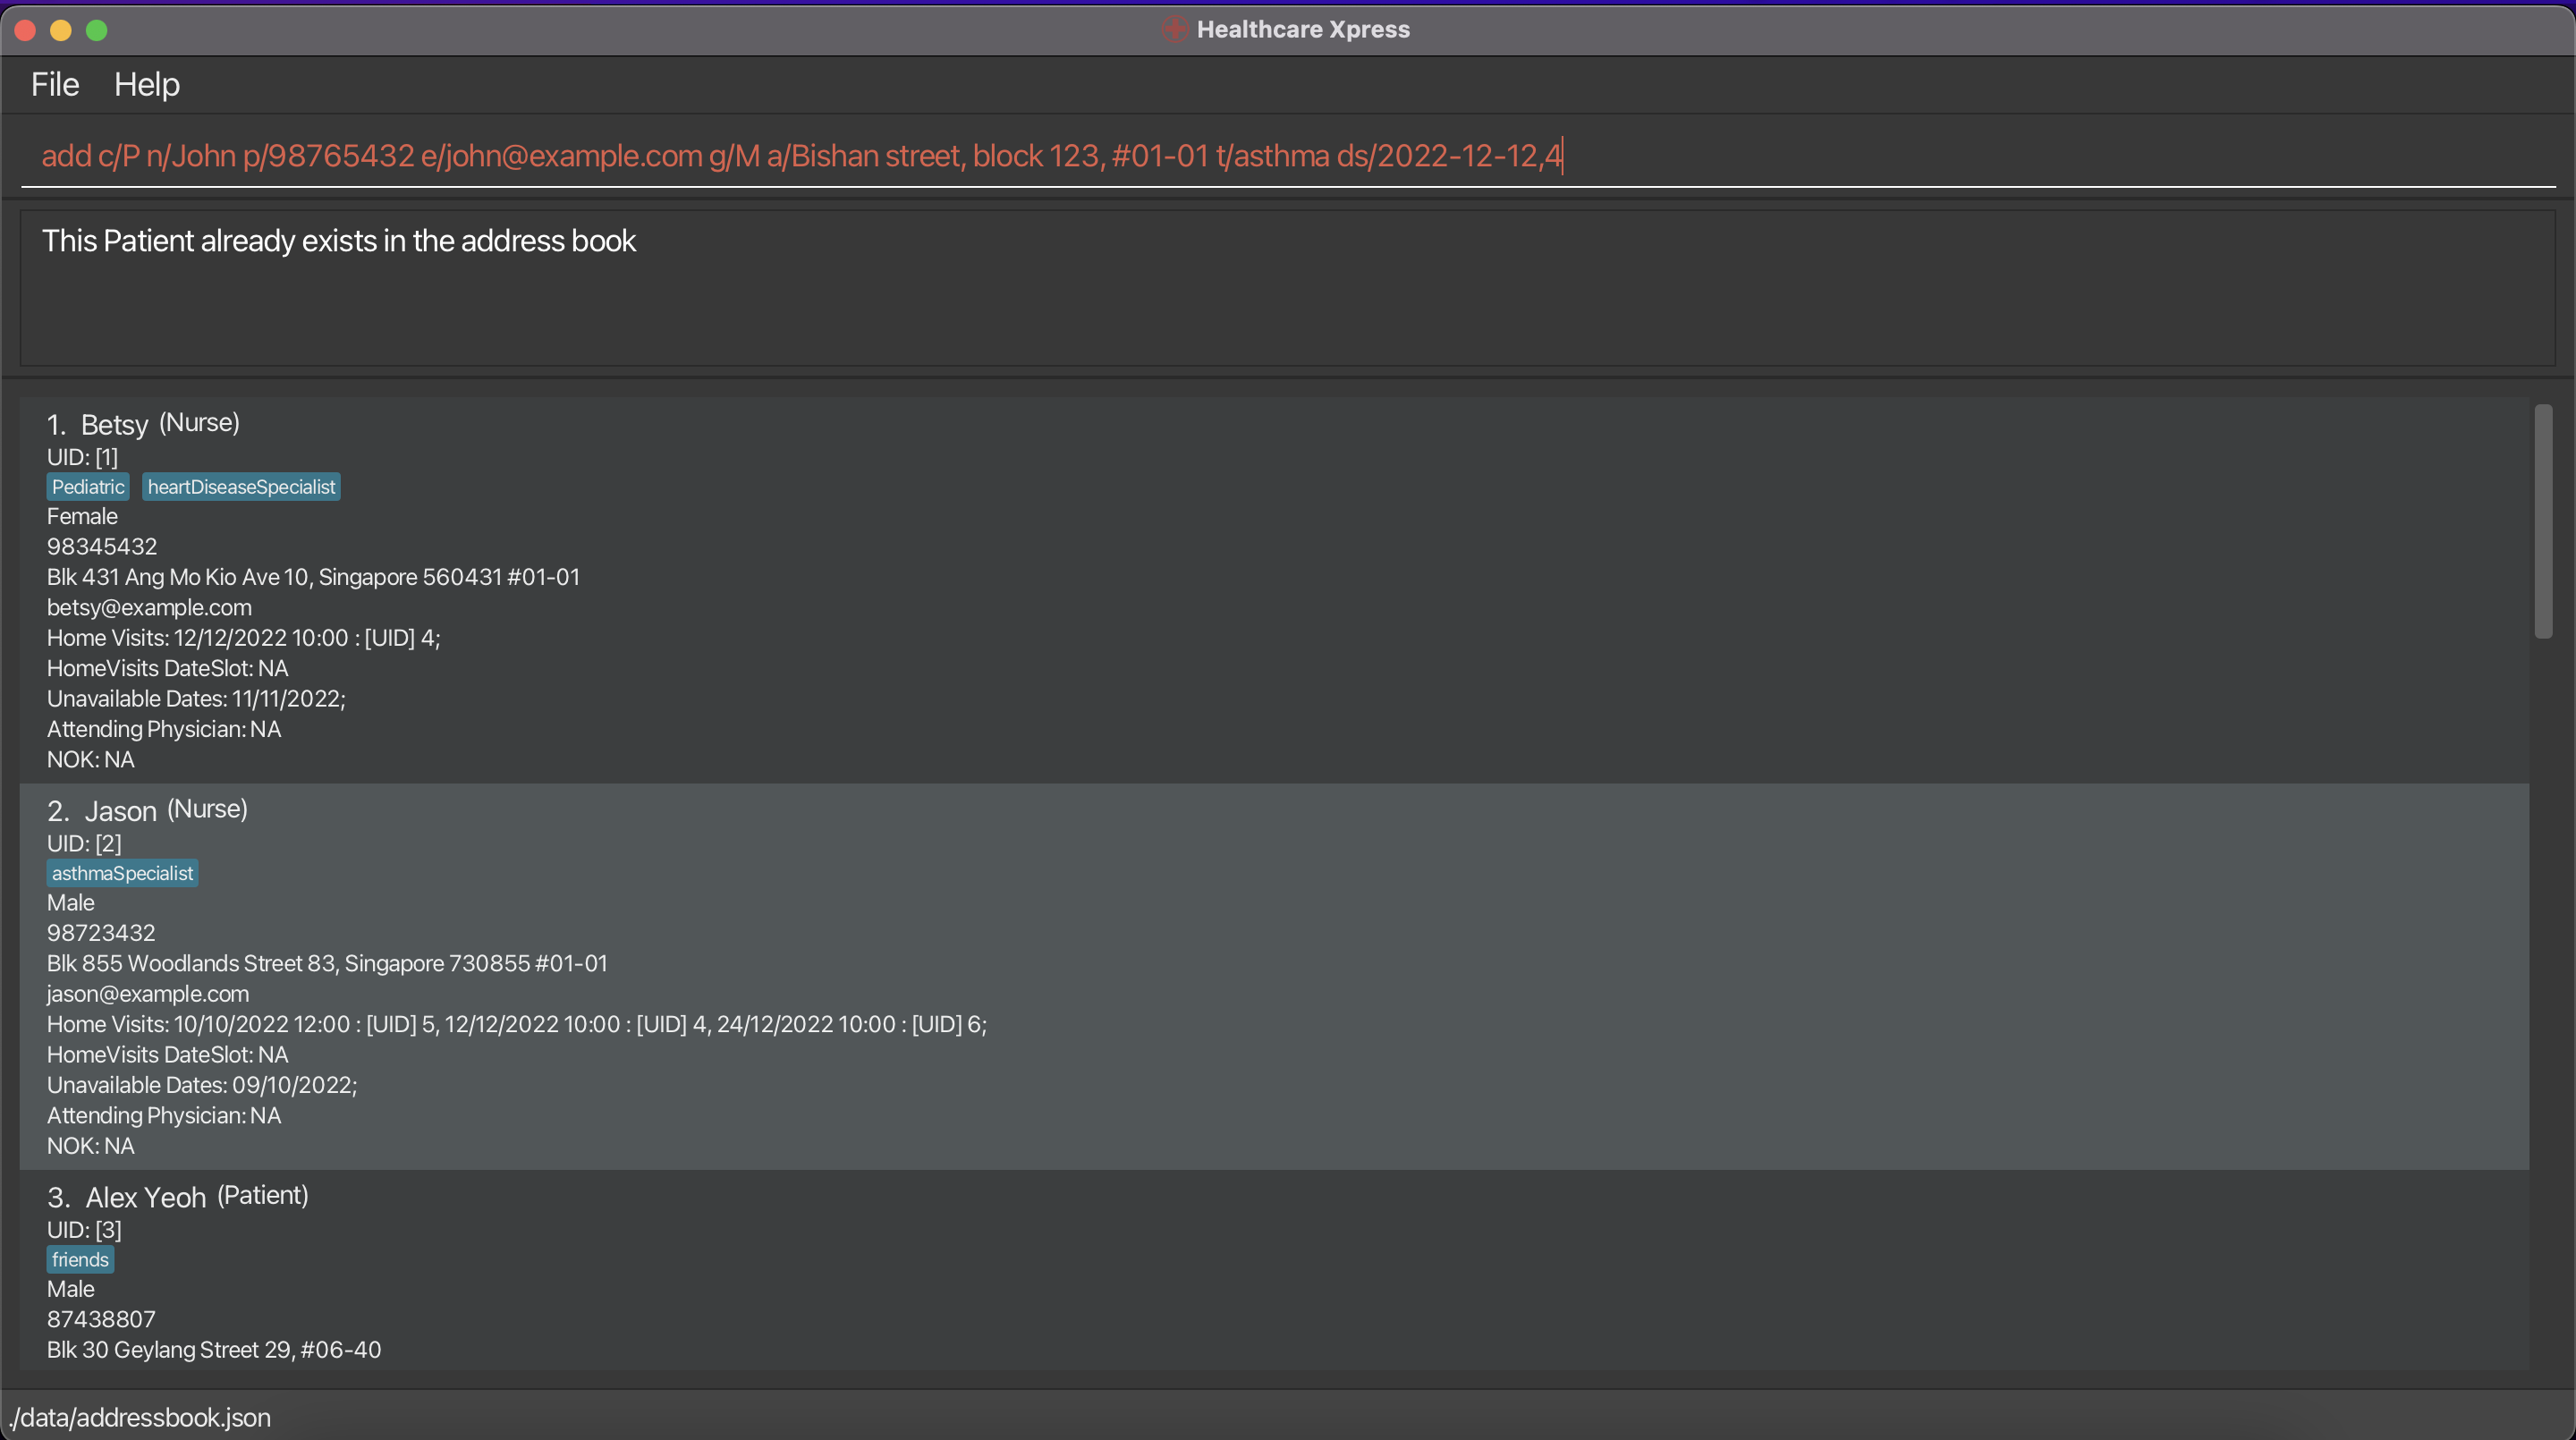 Healthcare Xpress
File Help
add c/P n/John p/98765432 e/john@example.com g/M a/Bishan street, block 123, #01-01 t/asthma ds/2022-12-12,4
This Patient already exists in the address book
1. Betsy (Nurse)
UID: [1]
Pediatric heartDiseaseSpecialist
Female
98345432
Blk 431 Ang Mo Kio Ave 10, Singapore 560431 #01-01
betsy@example.com
Home Visits: 12/12/2022 10:00 : [UID] 4;
HomeVisits DateSlot: NA
Unavailable Dates: 11/11/2022;
Attending Physician: NA
NOK: NA
2. Jason (Nurse)
UID: [2]
asthmaSpecialist
Male
98723432
Blk 855 Woodlands Street 83, Singapore 730855 #01-01
jason@example.com
Home Visits: 10/10/2022 12:00 : [UID] 5, 12/12/2022 10:00 : [UID] 4, 24/12/2022 10:00 : [UID] 6;
HomeVisits DateSlot: NA
Unavailable Dates: 09/10/2022;
Attending Physician: NA
NOK: NA
3. Alex Yeoh (Patient)
UID: [3]
friends
Male
87438807
Blk 30 Geylang Street 29, #06-40
./data/addressbook.json